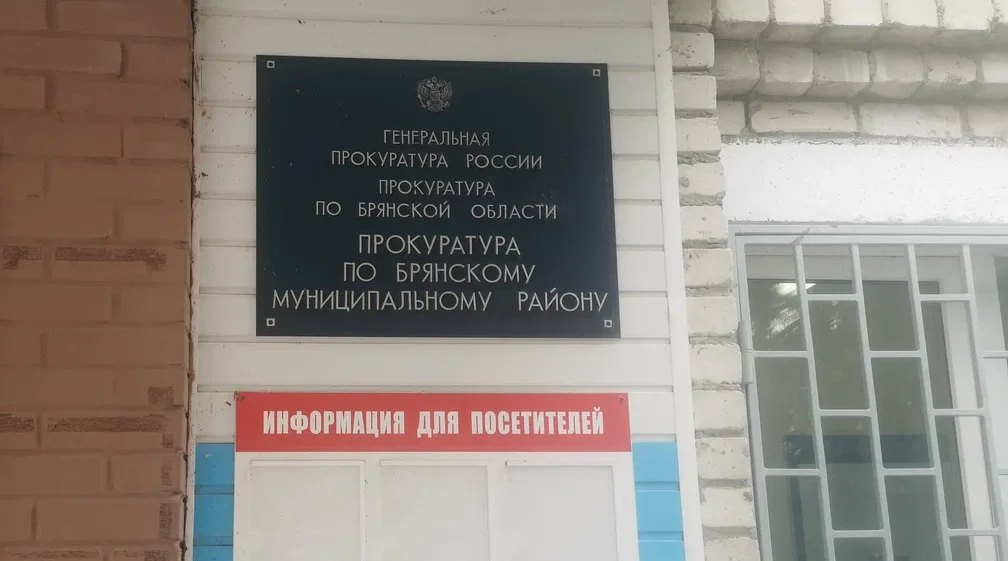 ГЕНЕРАЛЬНАЯ
ПРОКУРАТУРА РОССИИ
ПРОКУРАТУРА
ПО БРЯНСКОЙ ОБЛАСТИ
ПРОКУРАТУРА
ПО БРЯНСКОМУ
МУНИЦИПАЛЬНОМУ РАЙОНУ
ИНФОРМАЦИЯ ДЛЯ ПОСЕТИТЕЛЕЙ